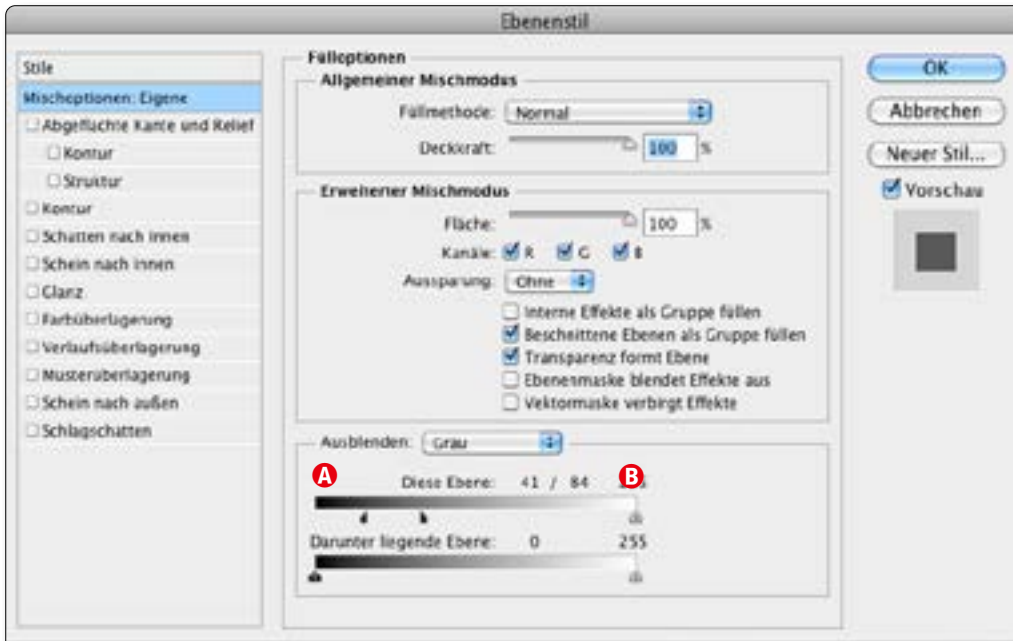 Ebenenstil
Stile
Mischoptionen: Eigene
Abgeflachte Kante und Relief
Kontur
Struktur
Kontur
Schatten nach innen
Schein nach innen
Glanz
Farbüberlagerung
Verlaufsüberlagerung
Musterüberlagerung
Schein nach außen
Schlagschatten
Fülloptionen
Allgemeiner Mischmodus
Füllmethode: Normal
Deckkraft: 100 %
Erweiterter Mischmodus
Fläche: 100 %
Kanäle: R G B
Aussparung: Ohne
Interne Effekte als Gruppe füllen
Beschnittene Ebenen als Gruppe füllen
Transparenz formt Ebene
Ebenenmaske blendet Effekte aus
Vektormaske verbirgt Effekte
Ausblenden: Grau
A Diese Ebene: 41 / 84 B
Darunter liegende Ebene: 0 255
OK
Abbrechen
Neuer Stil...
Vorschau